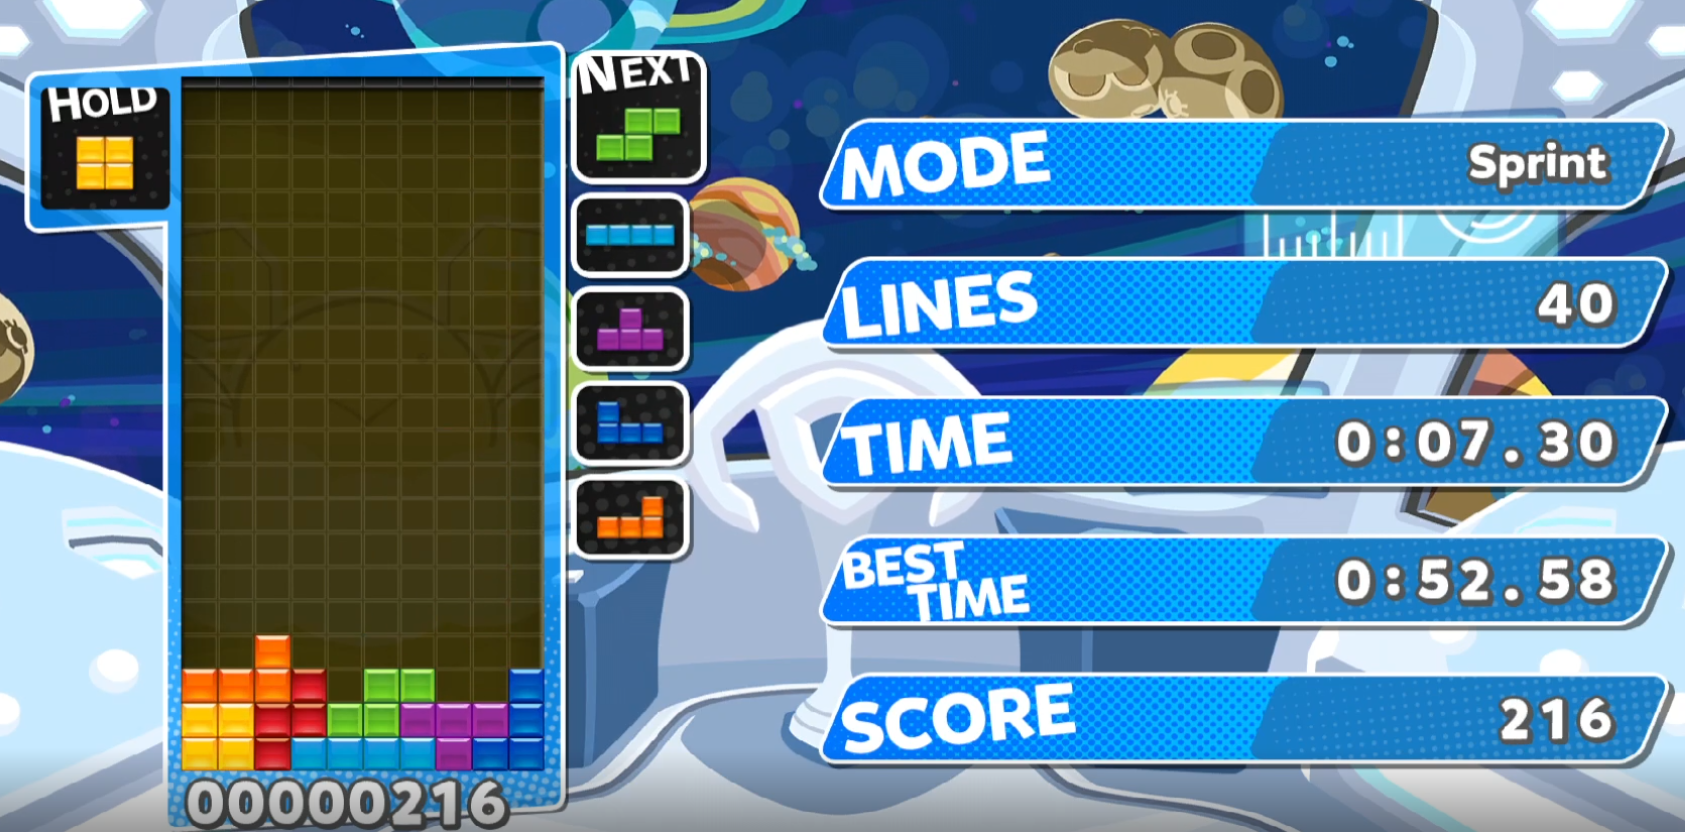 HOLD
NEXT
MODE
Sprint
LINES
40
TIME
0:07.30
BEST
TIME
0:52.58
SCORE
216
00000216